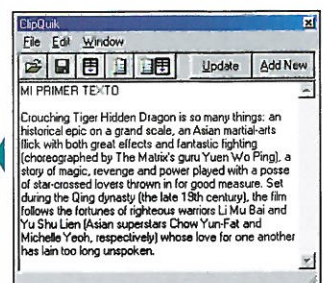 ClipQuik
File Edit Window
Update Add New
MI PRIMER TEXTO
Crouching Tiger Hidden Dragon is so many things: an
historical epic on a grand scale, an Asian martial-arts
flick with both great effects and fantastic fighting
(choreographed by The Matrix's guru Yuen Wo Ping), a
story of magic, revenge and power played with a posse
of star-crossed lovers thrown in for good measure. Set
during the Qing dynasty (the late 19th century), the film
follows the fortunes of righteous warriors Li Mu Bai and
Yu Shu Lien (Asian superstars Chow Yun-Fat and
Michelle Yeoh, respectively) whose love for one another
has lain too long unspoken.